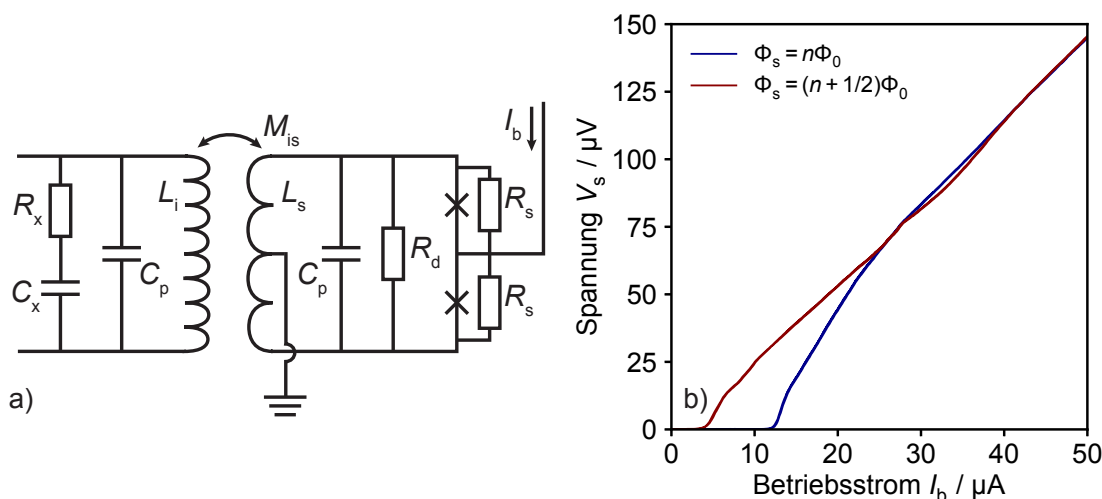 a)
M_is
I_b
R_x
C_x
C_p
L_i
L_s
C_p
R_d
R_s
R_s
b)
Φ_s = nΦ_0
Φ_s = (n + 1/2)Φ_0
Spannung V_s / µV
150
125
100
75
50
25
0
0 10 20 30 40 50
Betriebsstrom I_b / µA